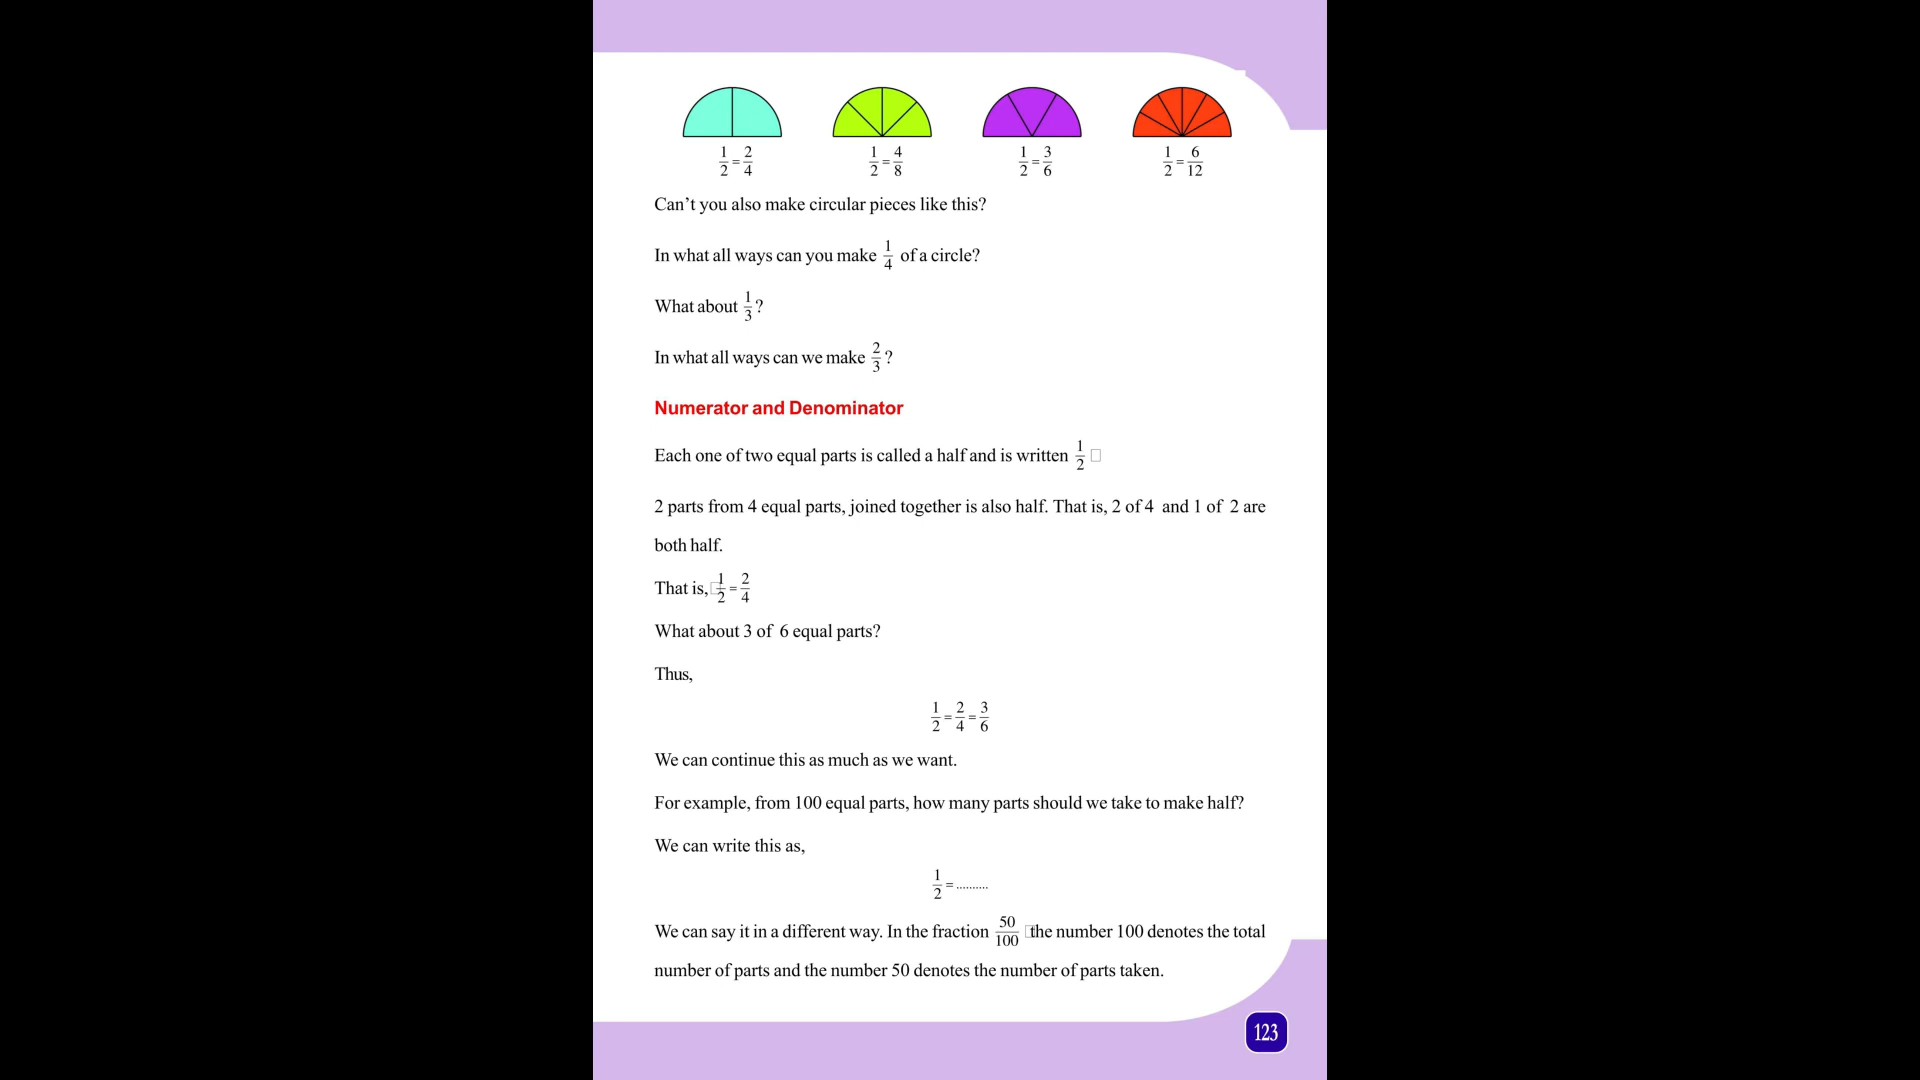 1/2 = 2/4 1/2 = 4/8 1/2 = 3/6 1/2 = 6/12
Can’t you also make circular pieces like this?
In what all ways can you make 1/4 of a circle?
What about 1/3 ?
In what all ways can we make 2/3 ?
Numerator and Denominator
Each one of two equal parts is called a half and is written 1/2
2 parts from 4 equal parts, joined together is also half. That is, 2 of 4 and 1 of 2 are
both half.
That is, 1/2 = 2/4
What about 3 of 6 equal parts?
Thus,
1/2 = 2/4 = 3/6
We can continue this as much as we want.
For example, from 100 equal parts, how many parts should we take to make half?
We can write this as,
1/2 = ..........
We can say it in a different way. In the fraction 50/100 the number 100 denotes the total
number of parts and the number 50 denotes the number of parts taken.
123